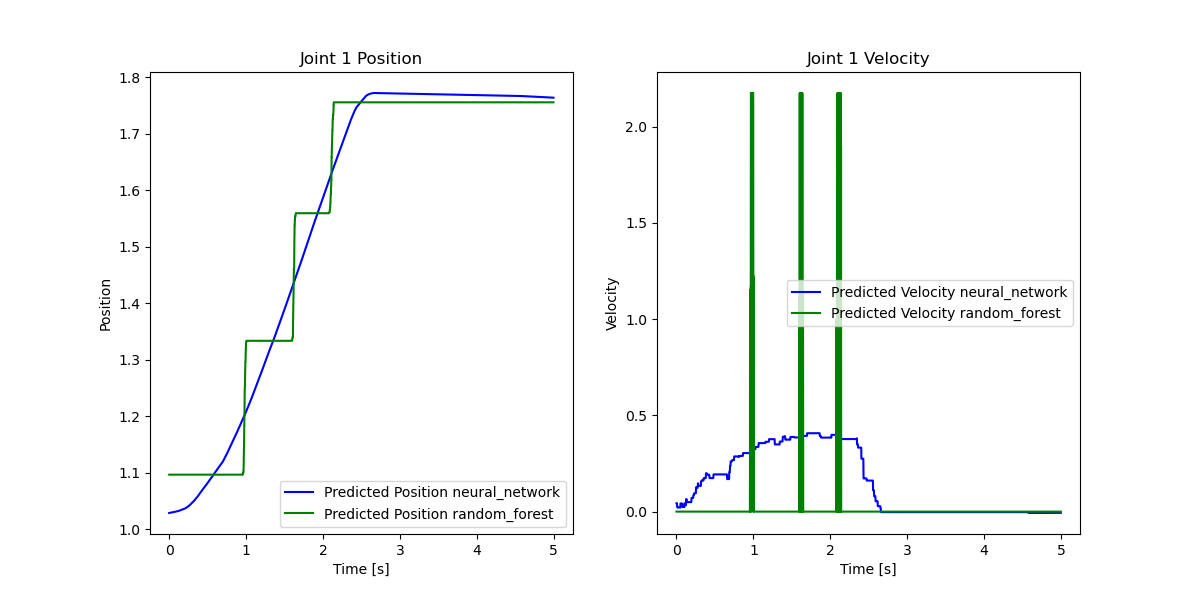 Joint 1 Position
1.8
1.7
1.6
1.5
1.4
1.3
1.2
1.1
1.0
Position
Predicted Position neural_network
Predicted Position random_forest
0 1 2 3 4 5
Time [s]
Joint 1 Velocity
2.0
1.5
1.0
0.5
0.0
Velocity
Predicted Velocity neural_network
Predicted Velocity random_forest
0 1 2 3 4 5
Time [s]